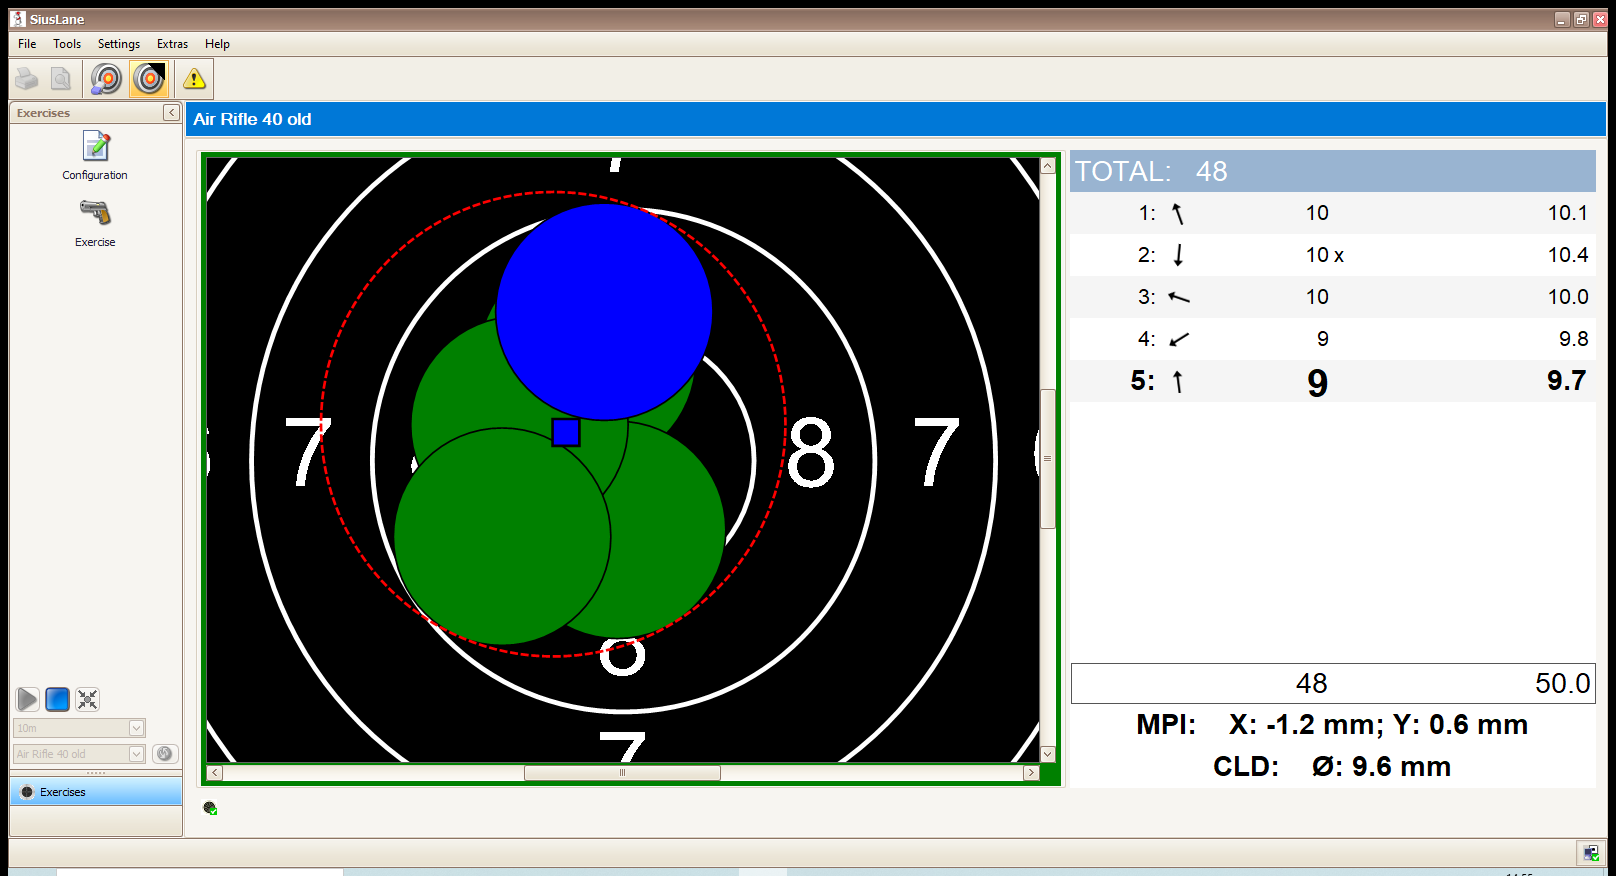 SiusLane
File Tools Settings Extras Help
Exercises
Configuration
Exercise
10m
Air Rifle 40 old
Exercises
Air Rifle 40 old
7
8
7
7
TOTAL: 48
1: 10 10.1
2: 10 x 10.4
3: 10 10.0
4: 9 9.8
5: 9 9.7
48 50.0
MPI: X: -1.2 mm; Y: 0.6 mm
CLD: Ø: 9.6 mm